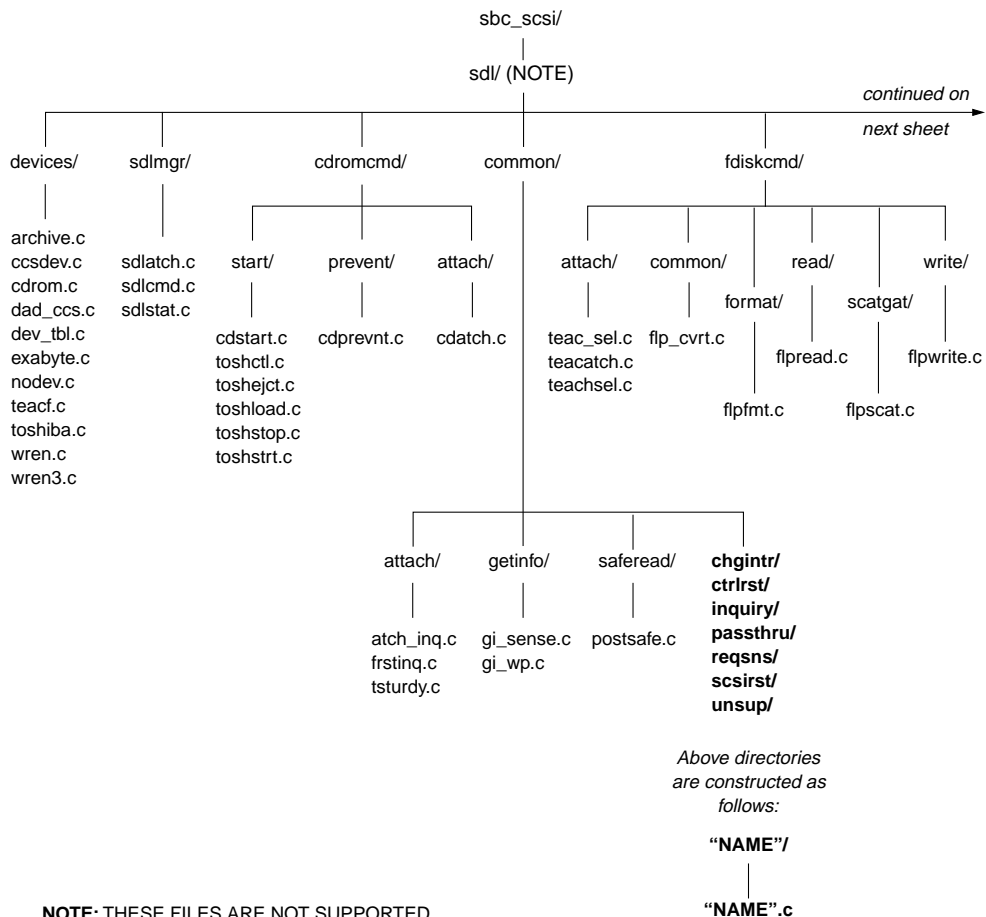 sbc_scsi/
sdl/ (NOTE)
continued on
next sheet
devices/
sdlmgr/
cdromcmd/
common/
fdiskcmd/
archive.c
ccsdev.c
cdrom.c
dad_ccs.c
dev_tbl.c
exabyte.c
nodev.c
teacf.c
toshiba.c
wren.c
wren3.c
sdlatch.c
sdlcmd.c
sdlstat.c
start/
prevent/
attach/
cdstart.c
toshctl.c
toshejct.c
toshload.c
toshstop.c
toshstrt.c
cdprevnt.c
cdatch.c
attach/
common/
format/
read/
scatgat/
write/
teac_sel.c
teacatch.c
teachsel.c
flp_cvrt.c
flpfmt.c
flpread.c
flpscat.c
flpwrite.c
attach/
getinfo/
saferead/
chgintr/
ctrlrst/
inquiry/
passthru/
reqsns/
scsirst/
unsup/
atch_inq.c
frstinq.c
tsturdy.c
gi_sense.c
gi_wp.c
postsafe.c
Above directories
are constructed as
follows:
“NAME”/
“NAME”.c
NOTE: THESE FILES ARE NOT SUPPORTED